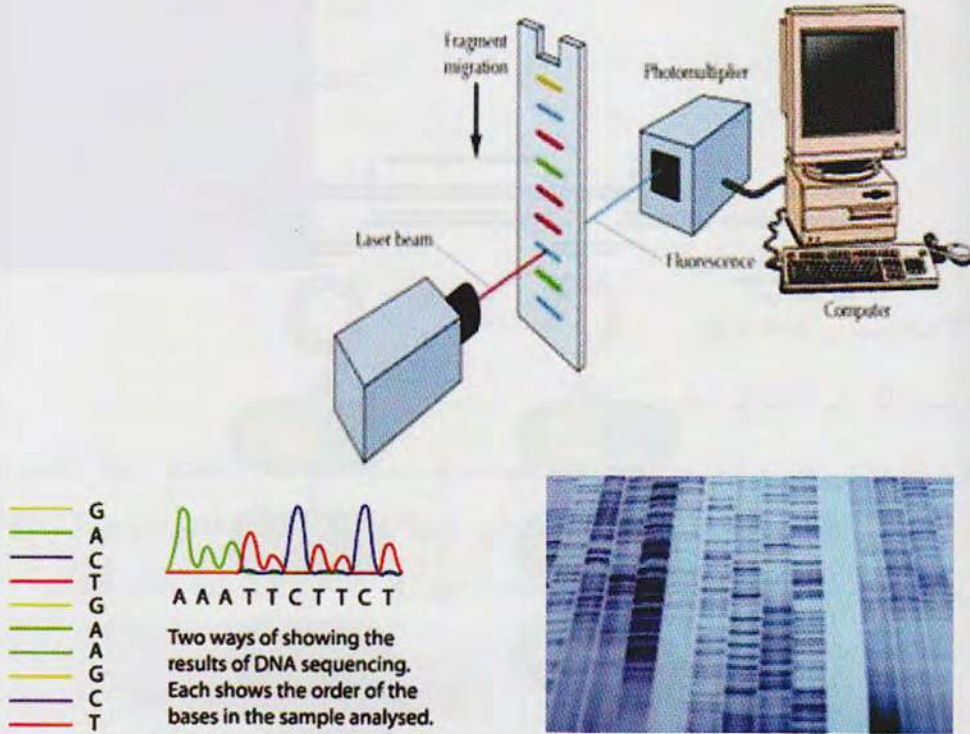 Fragment
migration
Photomultiplier
Laser beam
Fluorescence
Computer
G
A
C
T
G
A
A
G
C
T
A A A T T C T T C T
Two ways of showing the
results of DNA sequencing.
Each shows the order of the
bases in the sample analysed.